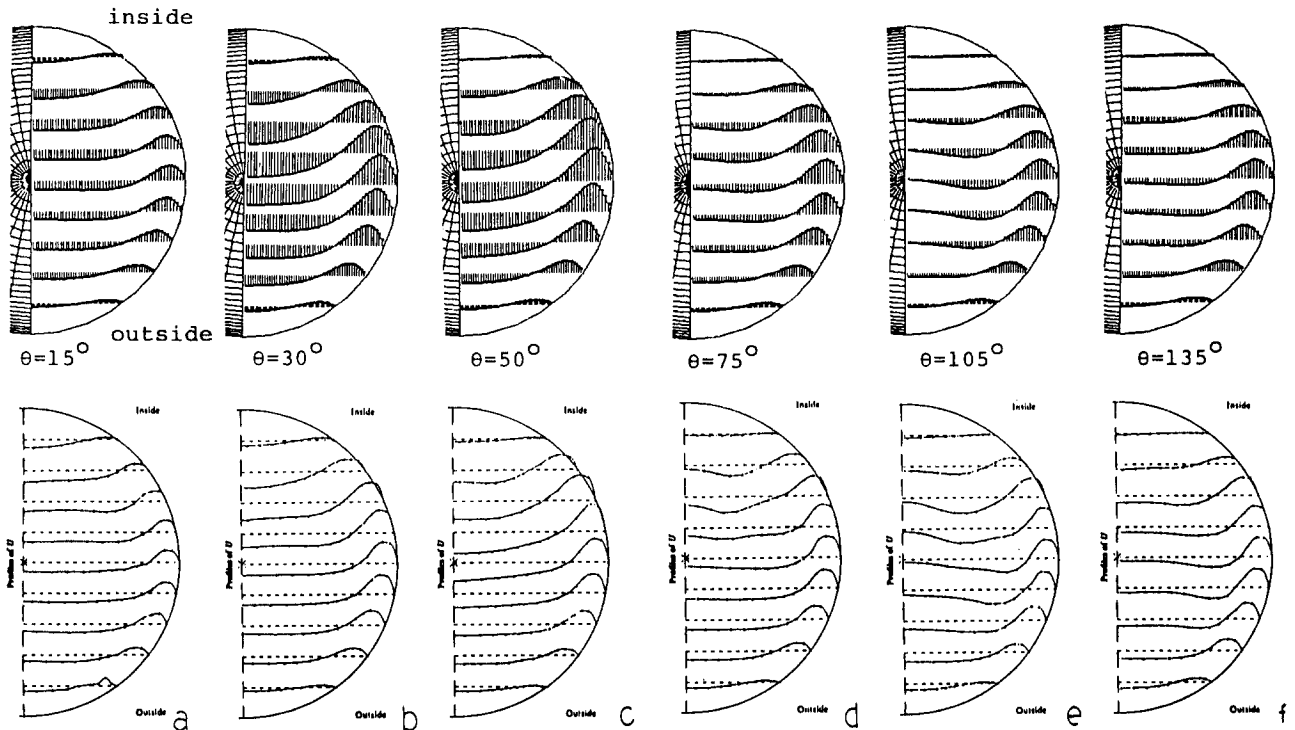 inside
outside
θ=15°
θ=30°
θ=50°
θ=75°
θ=105°
θ=135°
Inside
Inside
Inside
Inside
Inside
Inside
Profiles of U
Profiles of U
Profiles of U
Profiles of U
Profiles of U
Profiles of U
Outside
Outside
Outside
Outside
Outside
Outside
a
b
c
d
e
f